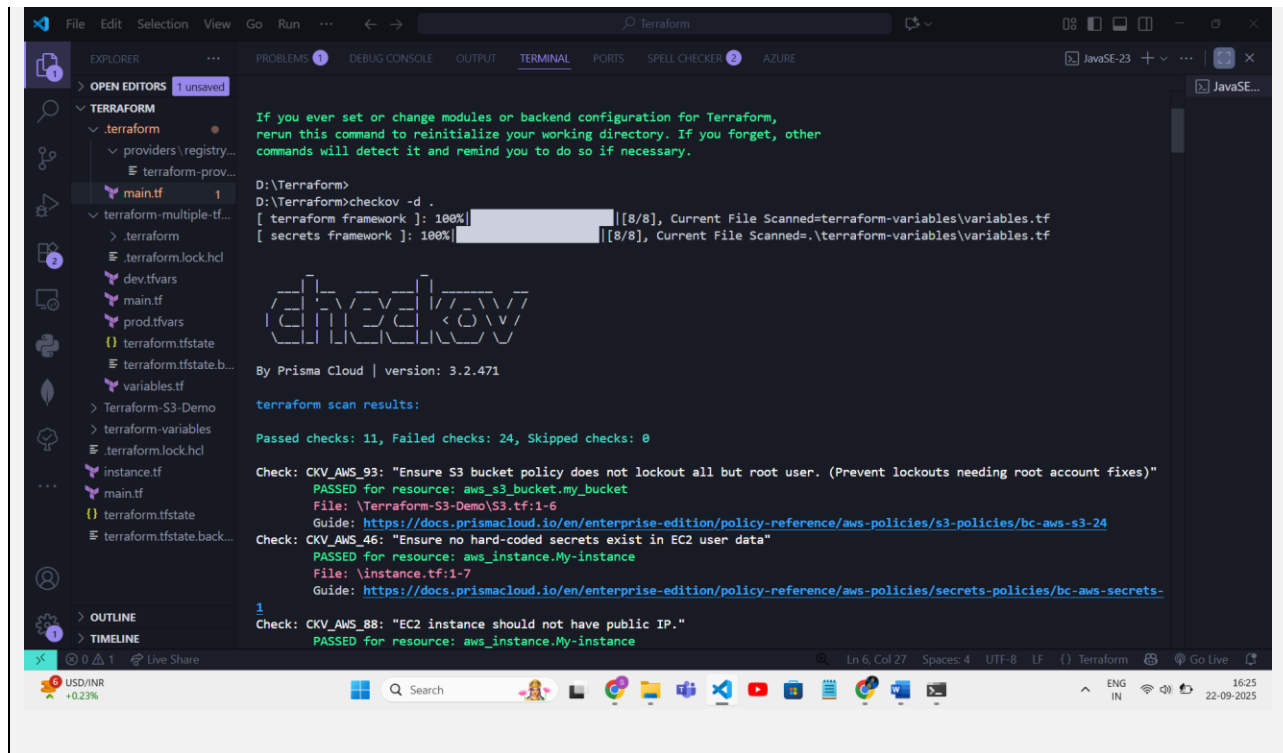 File Edit Selection View Go Run ··· Terraform
EXPLORER ···
OPEN EDITORS 1 unsaved
TERRAFORM
.terraform
providers\registry...
terraform-prov...
main.tf 1
terraform-multiple-tf...
.terraform
.terraform.lock.hcl
dev.tfvars
main.tf
prod.tfvars
terraform.tfstate
terraform.tfstate.b...
variables.tf
Terraform-S3-Demo
terraform-variables
.terraform.lock.hcl
instance.tf
main.tf
terraform.tfstate
terraform.tfstate.back...
OUTLINE
TIMELINE
PROBLEMS 1 DEBUG CONSOLE OUTPUT TERMINAL PORTS SPELL CHECKER 2 AZURE JavaSE-23
JavaSE...
If you ever set or change modules or backend configuration for Terraform,
rerun this command to reinitialize your working directory. If you forget, other
commands will detect it and remind you to do so if necessary.
D:\Terraform>
D:\Terraform>checkov -d .
[ terraform framework ]: 100%| |[8/8], Current File Scanned=terraform-variables\variables.tf
[ secrets framework ]: 100%| |[8/8], Current File Scanned=.\terraform-variables\variables.tf
checkov
By Prisma Cloud | version: 3.2.471
terraform scan results:
Passed checks: 11, Failed checks: 24, Skipped checks: 0
Check: CKV_AWS_93: "Ensure S3 bucket policy does not lockout all but root user. (Prevent lockouts needing root account fixes)"
PASSED for resource: aws_s3_bucket.my_bucket
File: \Terraform-S3-Demo\S3.tf:1-6
Guide: https://docs.prismacloud.io/en/enterprise-edition/policy-reference/aws-policies/s3-policies/bc-aws-s3-24
Check: CKV_AWS_46: "Ensure no hard-coded secrets exist in EC2 user data"
PASSED for resource: aws_instance.My-instance
File: \instance.tf:1-7
Guide: https://docs.prismacloud.io/en/enterprise-edition/policy-reference/aws-policies/secrets-policies/bc-aws-secrets-
1
Check: CKV_AWS_88: "EC2 instance should not have public IP."
PASSED for resource: aws_instance.My-instance
0 1 Live Share Ln 6, Col 27 Spaces: 4 UTF-8 LF {} Terraform Go Live
6 USD/INR
+0.23%
Search
ENG
IN
16:25
22-09-2025